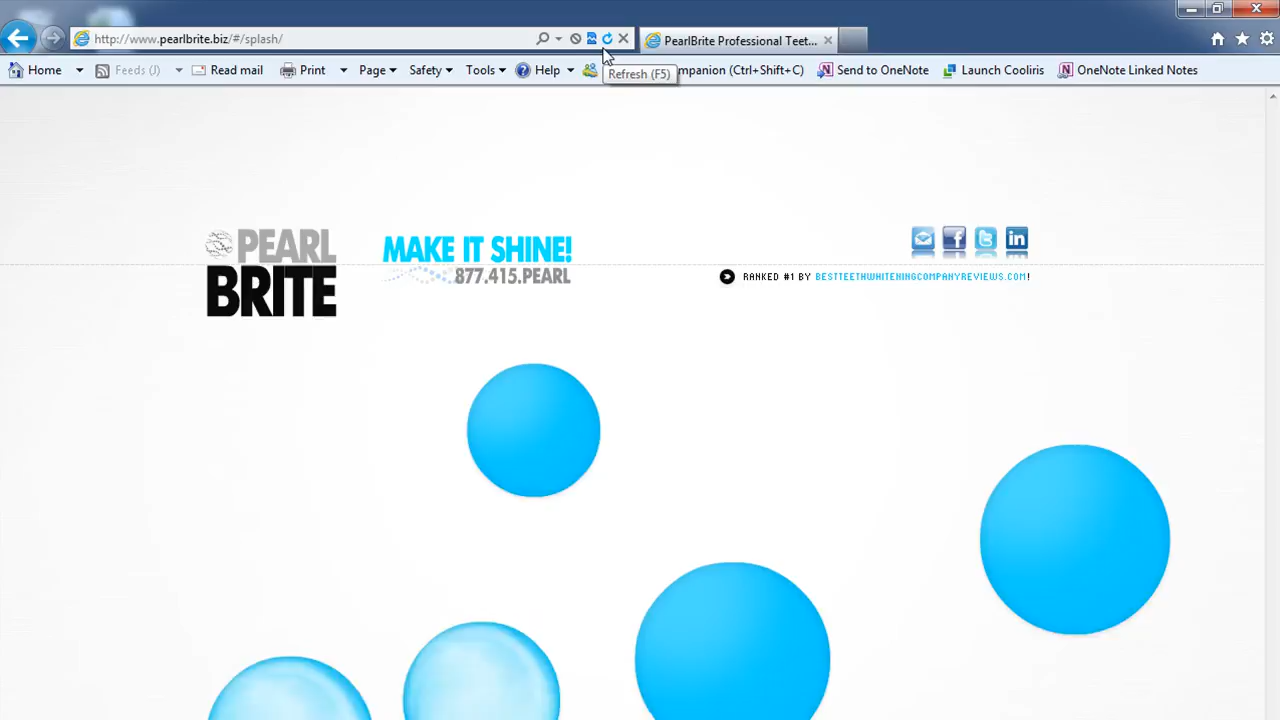 http://www.pearlbrite.biz/#/splash/
PearlBrite Professional Teet...
Home
Feeds (J)
Read mail
Print
Page
Safety
Tools
Help
Refresh (F5)
mpanion (Ctrl+Shift+C)
Send to OneNote
Launch Cooliris
OneNote Linked Notes
PEARL
BRITE
MAKE IT SHINE!
877.415.PEARL
RANKED #1 BY BESTTEETHWHITENINGCOMPANYREVIEWS.COM!